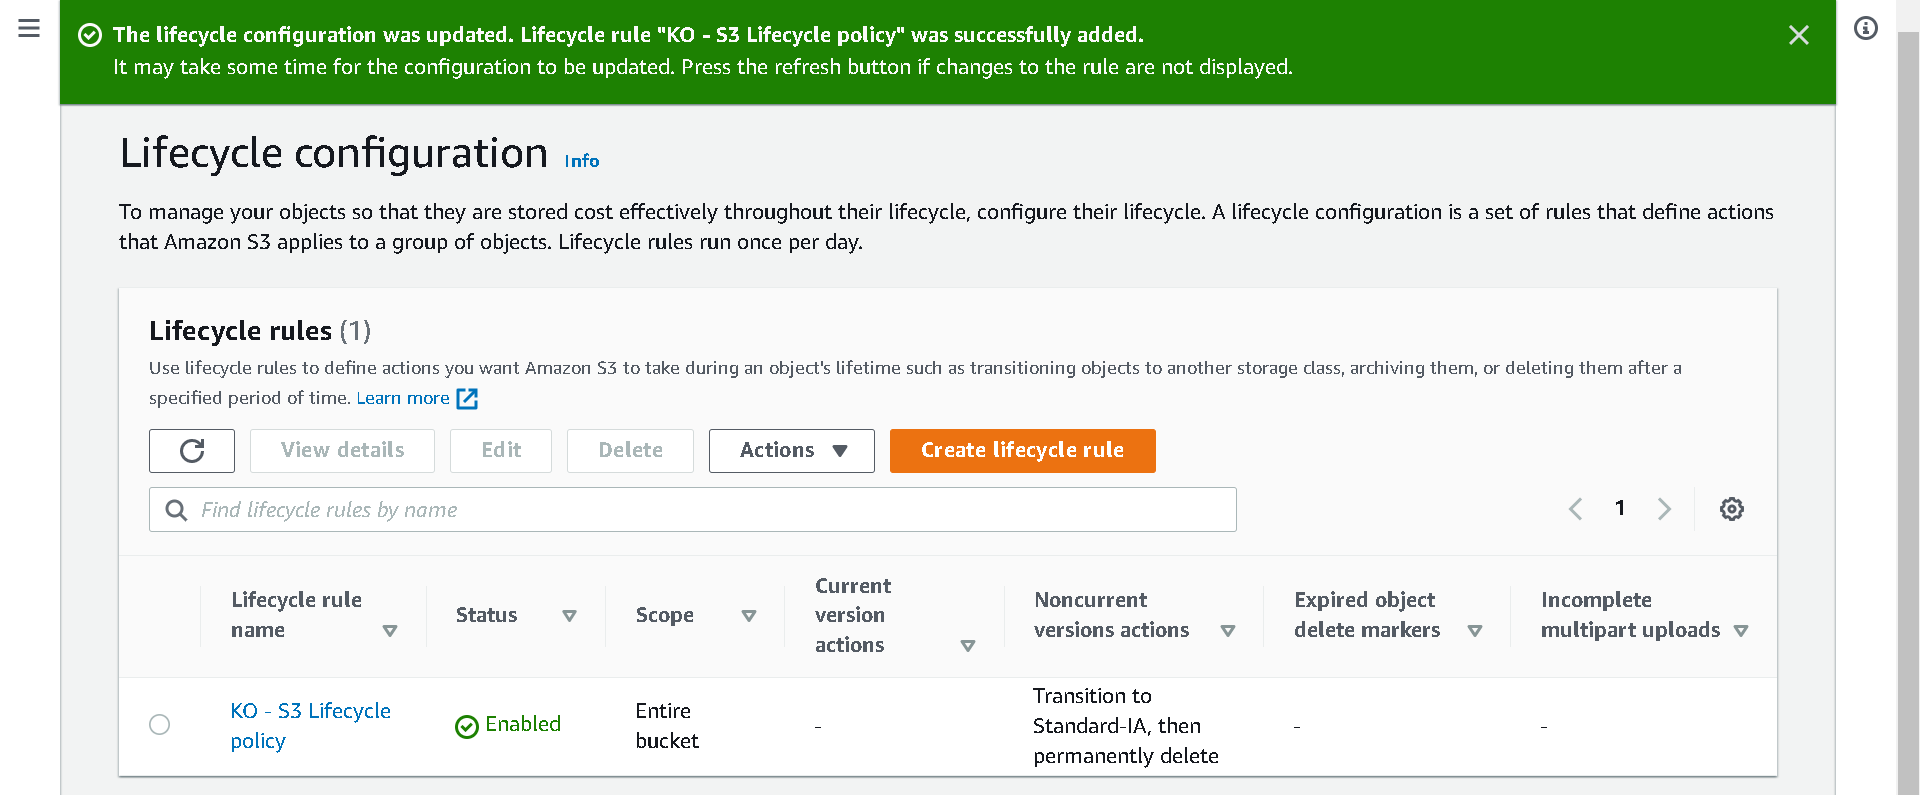 The lifecycle configuration was updated. Lifecycle rule "KO - S3 Lifecycle policy" was successfully added.
It may take some time for the configuration to be updated. Press the refresh button if changes to the rule are not displayed.
Lifecycle configuration Info
To manage your objects so that they are stored cost effectively throughout their lifecycle, configure their lifecycle. A lifecycle configuration is a set of rules that define actions
that Amazon S3 applies to a group of objects. Lifecycle rules run once per day.
Lifecycle rules (1)
Use lifecycle rules to define actions you want Amazon S3 to take during an object's lifetime such as transitioning objects to another storage class, archiving them, or deleting them after a
specified period of time. Learn more
View details Edit Delete Actions Create lifecycle rule
Find lifecycle rules by name 1
Lifecycle rule
name
Status
Scope
Current
version
actions
Noncurrent
versions actions
Expired object
delete markers
Incomplete
multipart uploads
KO - S3 Lifecycle
policy
Enabled
Entire
bucket
-
Transition to
Standard-IA, then
permanently delete
-
-